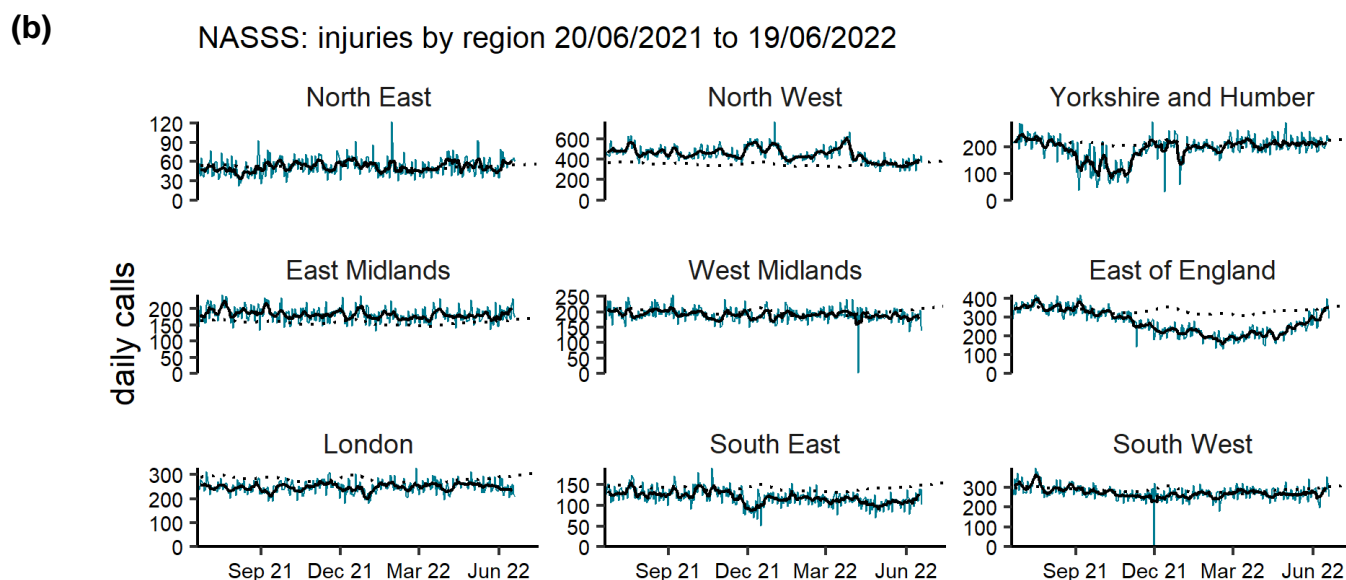 (b)
NASSS: injuries by region 20/06/2021 to 19/06/2022
daily calls
North East
120
90
60
30
0
North West
600
400
200
0
Yorkshire and Humber
200
100
0
East Midlands
200
150
100
50
0
West Midlands
250
200
150
100
50
0
East of England
400
300
200
100
0
London
300
200
100
0
Sep 21 Dec 21 Mar 22 Jun 22
South East
150
100
50
0
Sep 21 Dec 21 Mar 22 Jun 22
South West
300
200
100
0
Sep 21 Dec 21 Mar 22 Jun 22